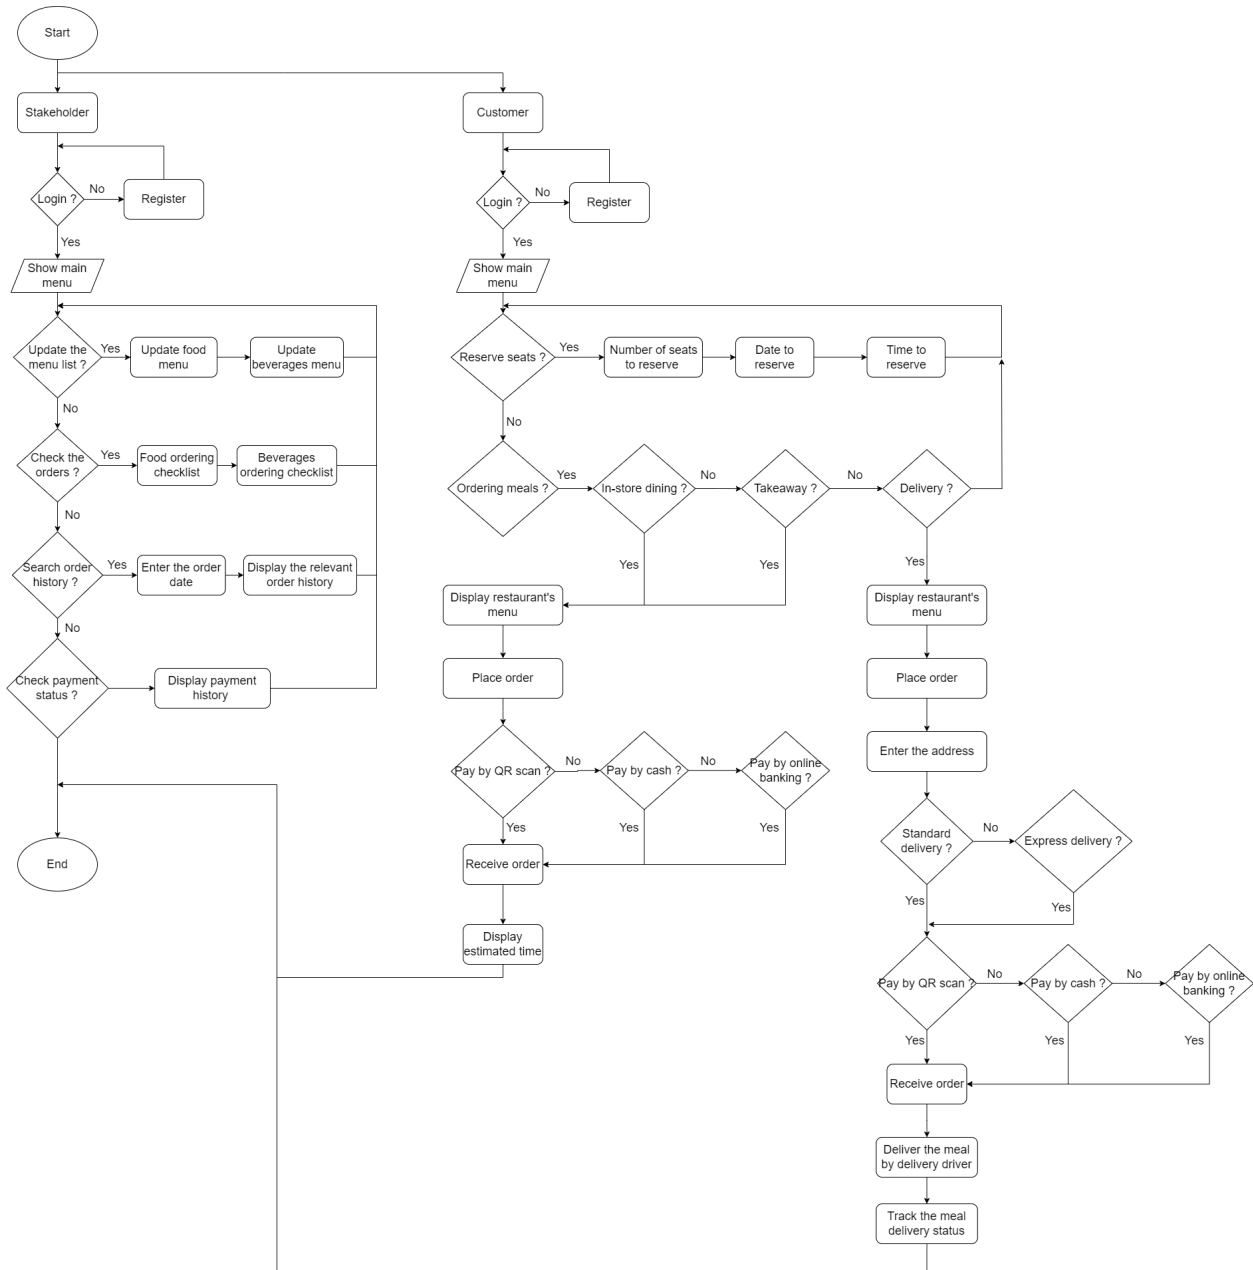 Start
Stakeholder
Customer
Login ?
No
Register
Yes
Login ?
No
Register
Yes
Show main
menu
Show main
menu
Update the
menu list ?
Yes
Update food
menu
Update
beverages menu
No
Reserve seats ?
Yes
Number of seats
to reserve
Date to
reserve
Time to
reserve
No
Check the
orders ?
Yes
Food ordering
checklist
Beverages
ordering checklist
No
Ordering meals ?
Yes
In-store dining ?
No
Takeaway ?
No
Delivery ?
Yes
Yes
Yes
Search order
history ?
Yes
Enter the order
date
Display the relevant
order history
No
Display restaurant's
menu
Display restaurant's
menu
Check payment
status ?
Display payment
history
Place order
Place order
Enter the address
Pay by QR scan ?
No
Pay by cash ?
No
Pay by online
banking ?
Yes
Yes
Yes
Standard
delivery ?
No
Express delivery ?
Yes
Yes
End
Receive order
Display
estimated time
Pay by QR scan ?
No
Pay by cash ?
No
Pay by online
banking ?
Yes
Yes
Yes
Receive order
Deliver the meal
by delivery driver
Track the meal
delivery status